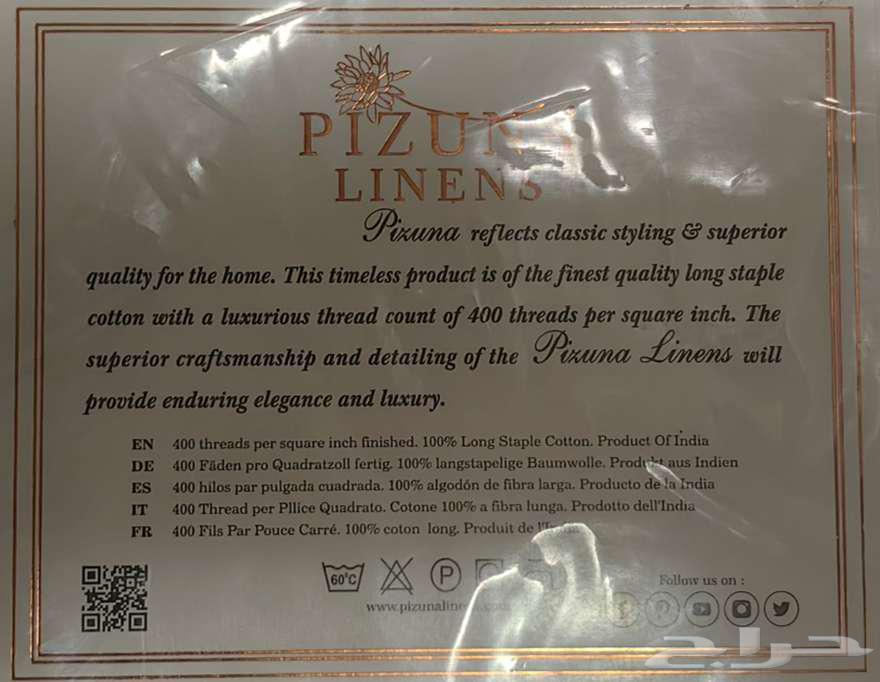 PIZUNA
LINENS
Pizuna reflects classic styling & superior
quality for the home. This timeless product is of the finest quality long staple
cotton with a luxurious thread count of 400 threads per square inch. The
superior craftsmanship and detailing of the Pizuna Linens will
provide enduring elegance and luxury.
EN 400 threads per square inch finished. 100% Long Staple Cotton. Product Of India
DE 400 Fäden pro Quadratzoll fertig. 100% langstapelige Baumwolle. Produkt aus Indien
ES 400 hilos par pulgada cuadrada. 100% algodón de fibra larga. Producto de la India
IT 400 Thread per Pllice Quadrato. Cotone 100% a fibra lunga. Prodotto dell'India
FR 400 Fils Par Pouce Carré. 100% coton long. Produit de
60°C P
www.pizunalinens.com
Follow us on :
حراج